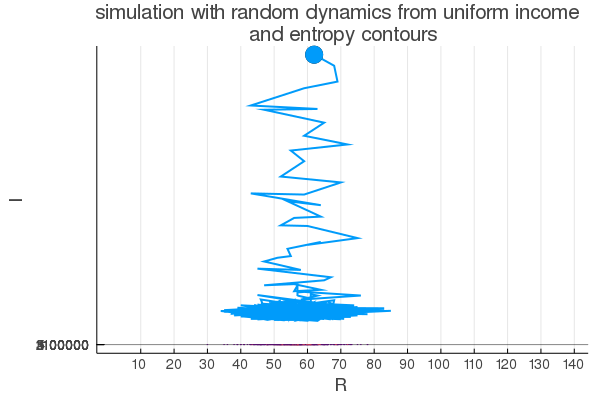 simulation with random dynamics from uniform income
and entropy contours
I
10 20 30 40 50 60 70 80 90 100 110 120 130 140
R